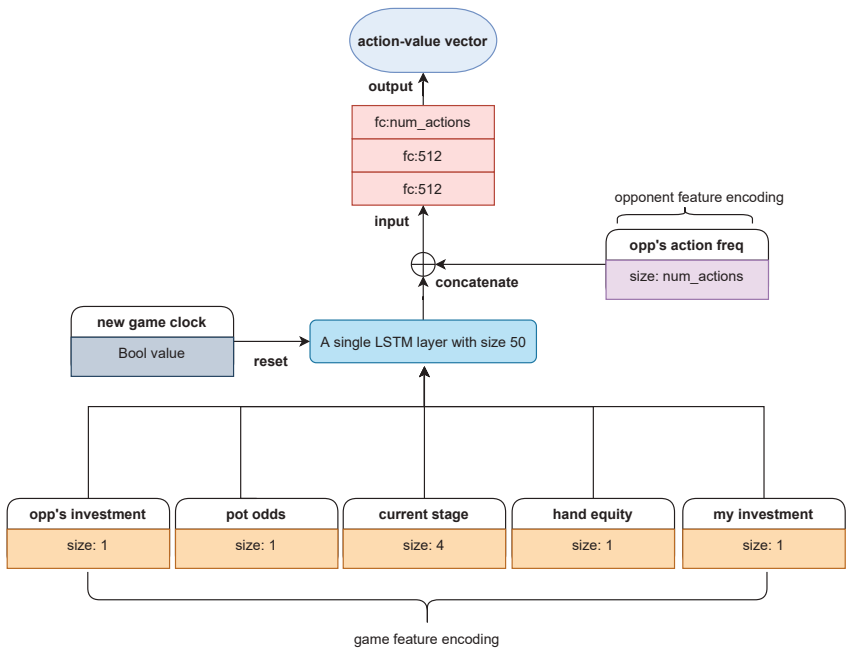 action-value vector
output
fc:num_actions
fc:512
fc:512
input
opponent feature encoding
opp's action freq
size: num_actions
concatenate
new game clock
Bool value
reset
A single LSTM layer with size 50
opp's investment
size: 1
pot odds
size: 1
current stage
size: 4
hand equity
size: 1
my investment
size: 1
game feature encoding